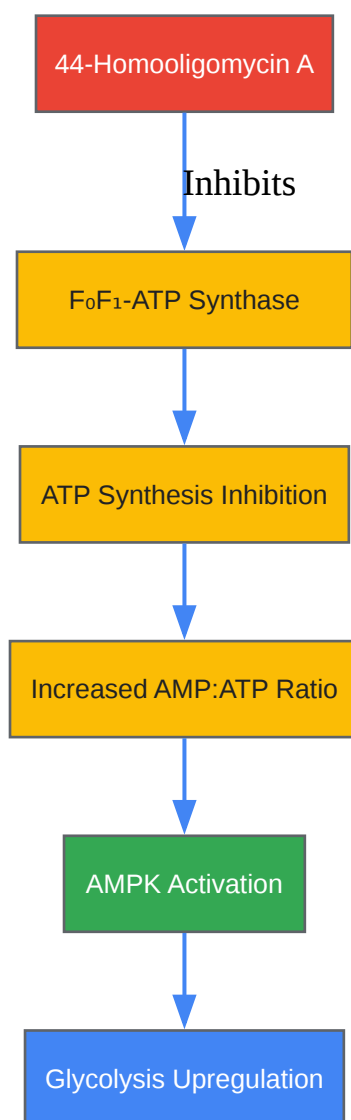 44-Homooligomycin A
Inhibits
F₀F₁-ATP Synthase
ATP Synthesis Inhibition
Increased AMP:ATP Ratio
AMPK Activation
Glycolysis Upregulation